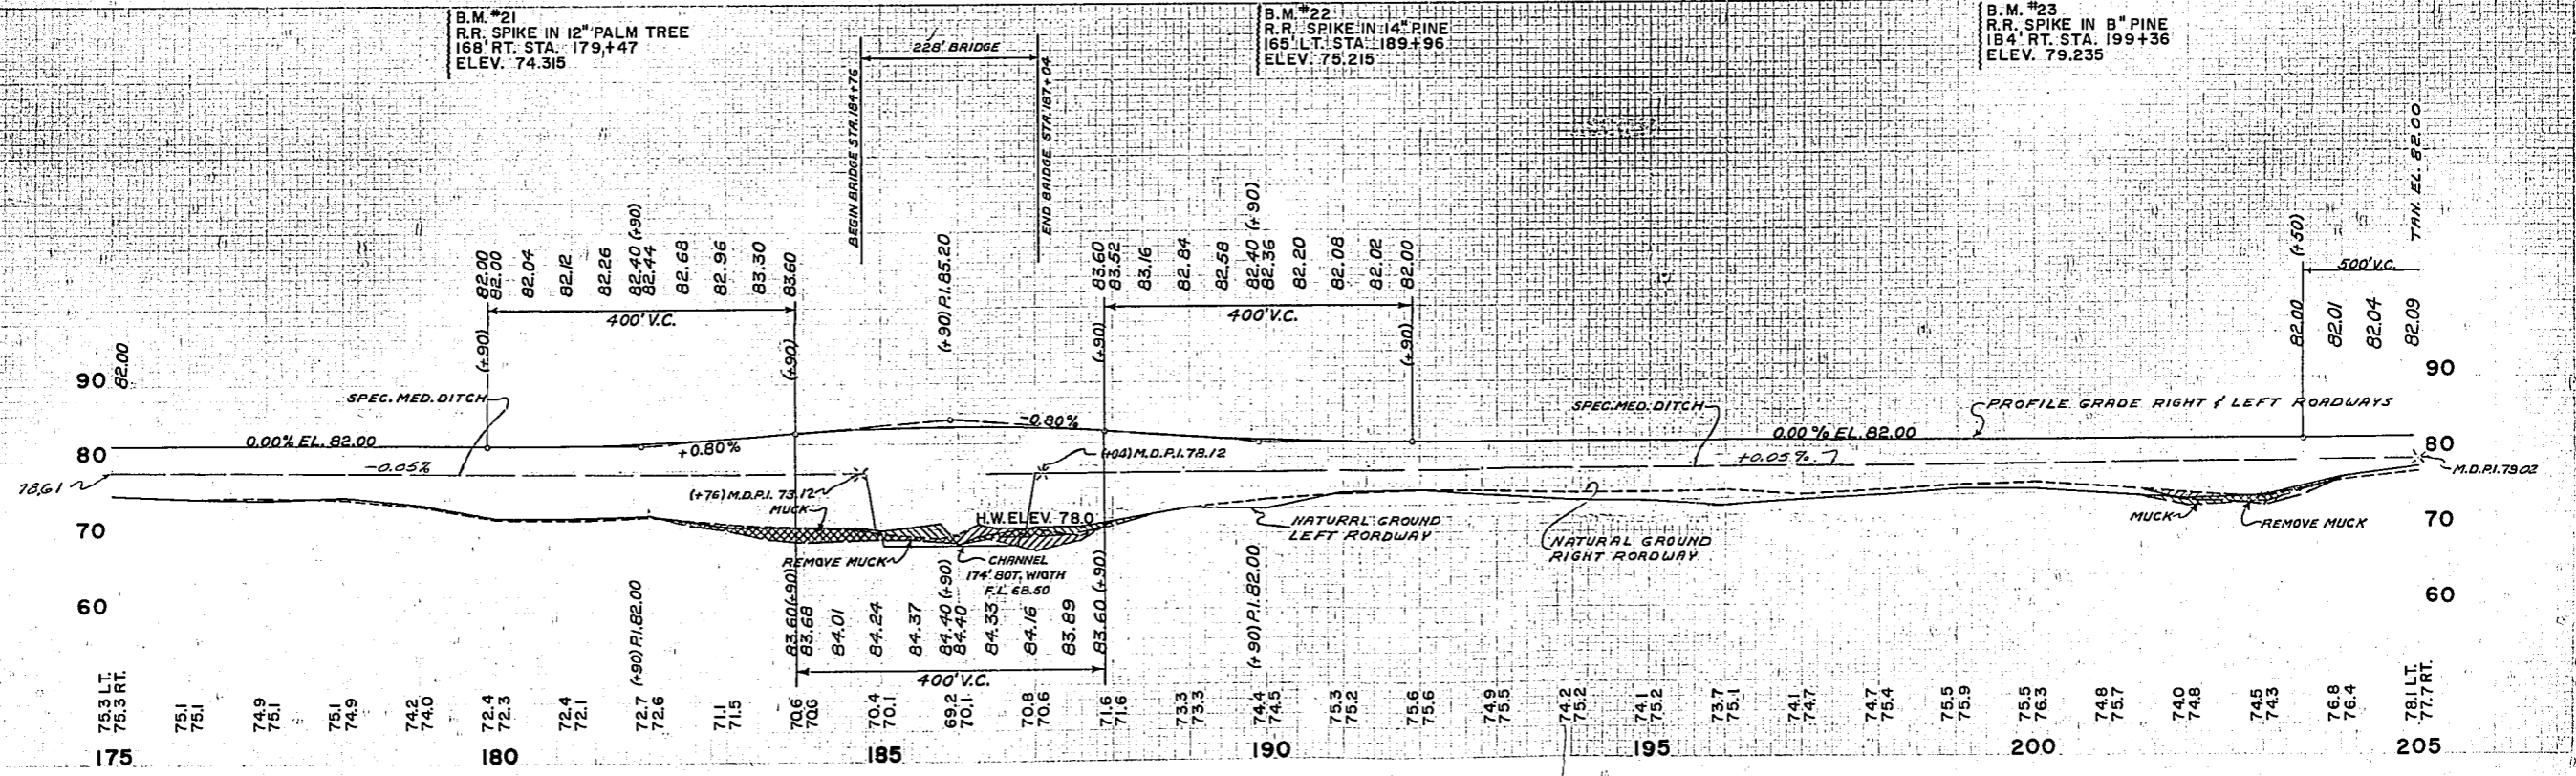 B.M. #21
R.R. SPIKE IN 12" PALM TREE
168' RT. STA. 179+47
ELEV. 74.315
B.M. #22
R.R. SPIKE IN 14" PINE
165' LT. STA. 189+96
ELEV. 75.215
B.M. #23
R.R. SPIKE IN 8" PINE
184' RT. STA. 199+36
ELEV. 79.235
228' BRIDGE
BEGIN BRIDGE STA. 184+76
END BRIDGE STA. 187+04
TAN. EL. 82.00
82.00
82.00
82.00
82.04
82.12
82.26
82.40 (+90)
82.44
82.68
82.96
83.30
83.60
(+90) P.I. 85.20
83.60
83.52
83.16
82.84
82.58
82.40 (+90)
82.36
82.20
82.08
82.02
82.00
(+50)
500' V.C.
82.00
82.01
82.04
82.09
400' V.C.
400' V.C.
(+90)
(+90)
(+90)
(+90)
90
90
SPEC. MED. DITCH
SPEC. MED. DITCH
PROFILE GRADE RIGHT & LEFT ROADWAYS
0.00% EL. 82.00
+0.80%
-0.80%
0.00% EL. 82.00
80
80
-0.05%
(+04) M.D.P.I. 78.12
+0.05%
M.D.P.I. 79.02
78.61
(+76) M.D.P.I. 73.12
MUCK
H.W. ELEV. 78.0
70
70
NATURAL GROUND
LEFT ROADWAY
NATURAL GROUND
RIGHT ROADWAY
MUCK
REMOVE MUCK
REMOVE MUCK
CHANNEL
174' BOT. WIDTH
F.L. 68.50
60
60
(+90) P.I. 82.00
83.60 (+90)
83.68
84.01
84.24
84.37
84.40 (+90)
84.40
84.33
84.16
83.89
83.60 (+90)
(+90) P.I. 82.00
400' V.C.
75.3 LT.
75.3 RT.
75.1
75.1
74.9
75.1
75.1
74.9
74.2
74.0
72.4
72.3
72.4
72.1
72.7
72.6
71.1
71.5
70.6
70.6
70.4
70.1
69.2
70.1
70.8
70.6
71.6
71.6
73.3
73.3
74.4
74.5
75.3
75.2
75.6
75.6
74.9
75.5
74.2
75.2
74.1
75.2
73.7
75.1
74.1
74.7
74.7
75.4
75.5
75.9
75.5
76.3
74.8
75.7
74.0
74.8
74.5
74.3
76.8
76.4
78.1 LT.
77.7 RT.
175
180
185
190
195
200
205